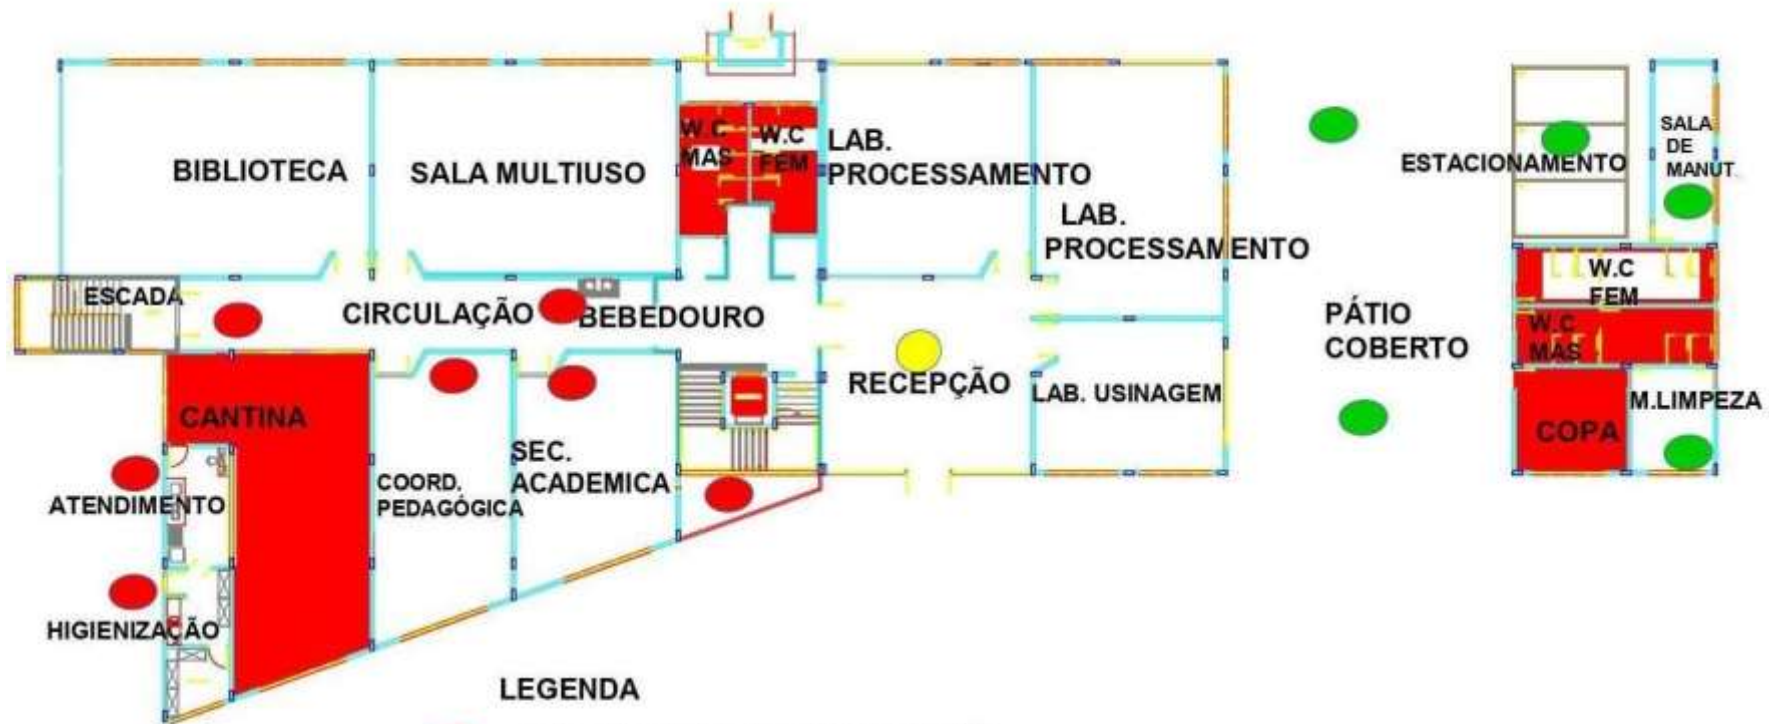 BIBLIOTECA
SALA MULTIUSO
W.C
MAS
W.C
FEM
LAB.
PROCESSAMENTO
LAB.
PROCESSAMENTO
ESTACIONAMENTO
SALA
DE
MANUT.
ESCADA
CIRCULAÇÃO
BEBEDOURO
RECEPÇÃO
LAB. USINAGEM
PÁTIO
COBERTO
W.C
FEM
W.C
MAS
COPA
M.LIMPEZA
CANTINA
ATENDIMENTO
COORD.
PEDAGÓGICA
SEC.
ACADEMICA
HIGIENIZAÇÃO
LEGENDA